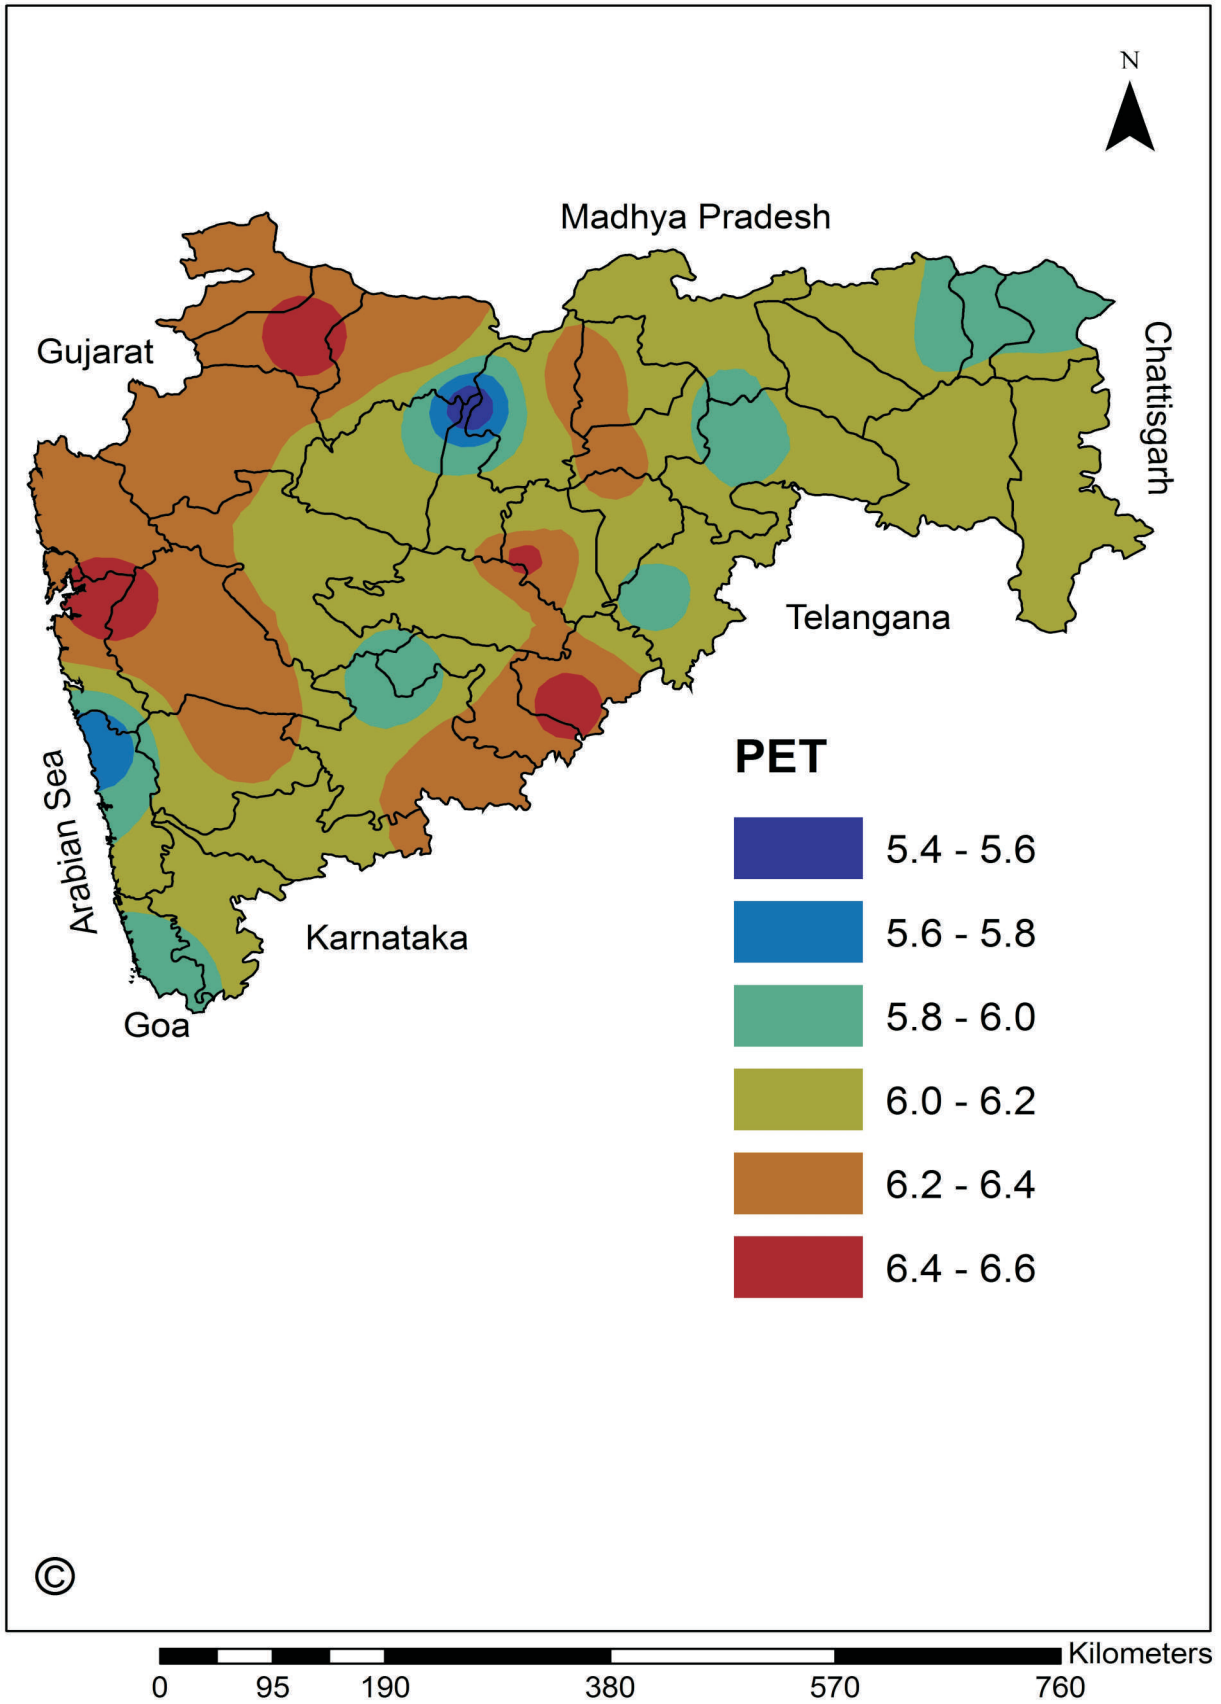 N
Madhya Pradesh
Gujarat
Chattisgarh
Telangana
Arabian Sea
Karnataka
Goa
PET
5.4 - 5.6
5.6 - 5.8
5.8 - 6.0
6.0 - 6.2
6.2 - 6.4
6.4 - 6.6
©
Kilometers
0 95 190 380 570 760